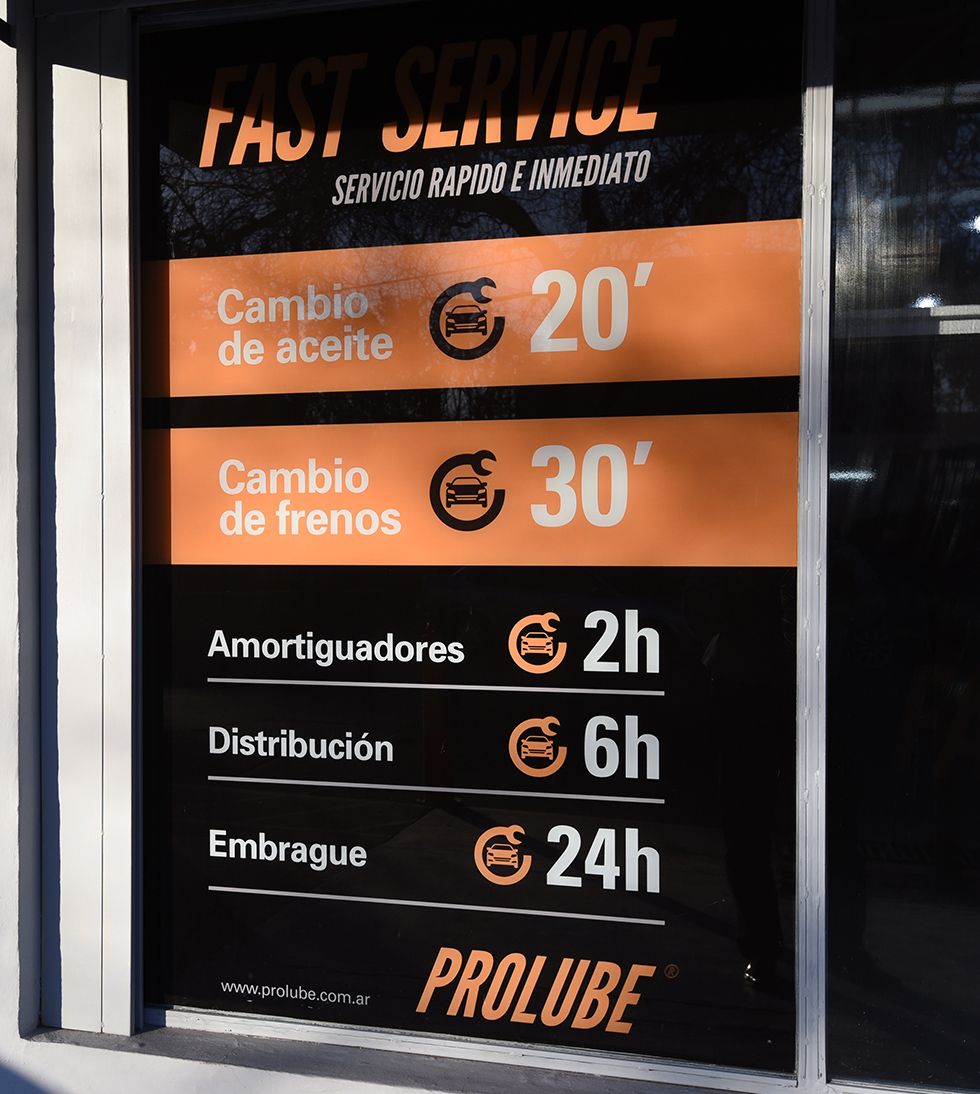 FAST SERVICE
SERVICIO RAPIDO E INMEDIATO
Cambio
de aceite
20’
Cambio
de frenos
30’
Amortiguadores 2h
Distribución 6h
Embrague 24h
www.prolube.com.ar
PROLUBE ®